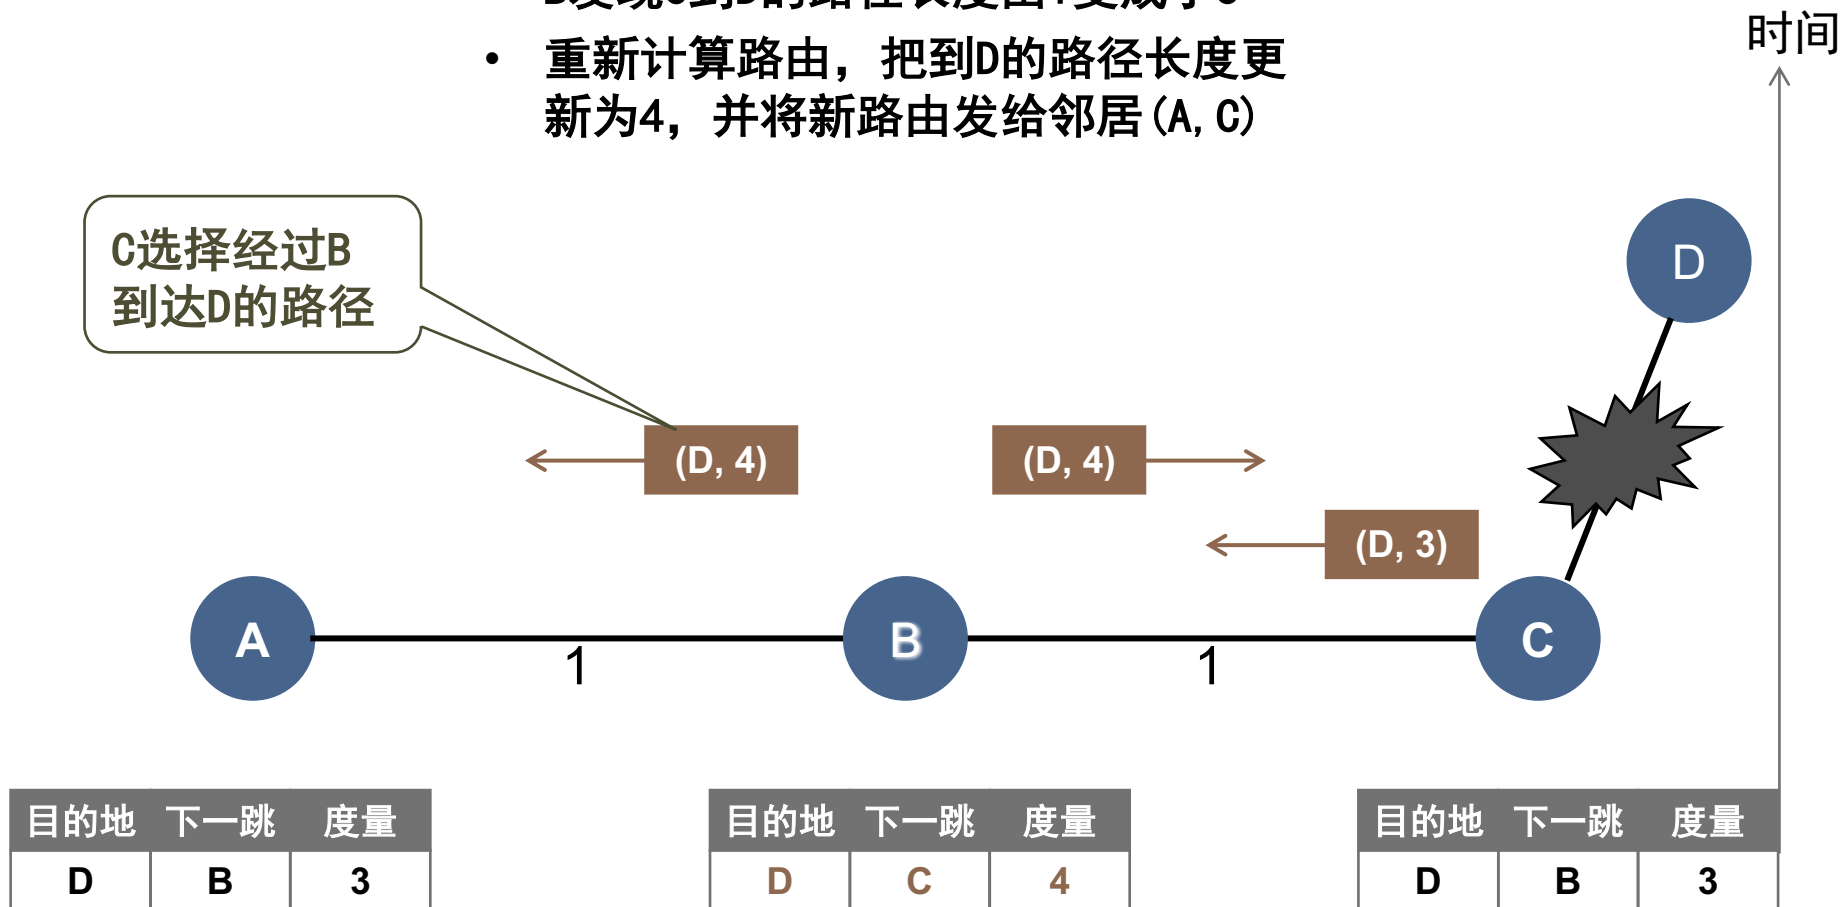 • 重新计算路由，把到D的路径长度更
新为4，并将新路由发给邻居(A,C)
时间
C选择经过B
到达D的路径
D
(D, 4)
(D, 4)
(D, 3)
A
B
C
1
1
目的地 下一跳 度量
D B 3
目的地 下一跳 度量
D C 4
目的地 下一跳 度量
D B 3